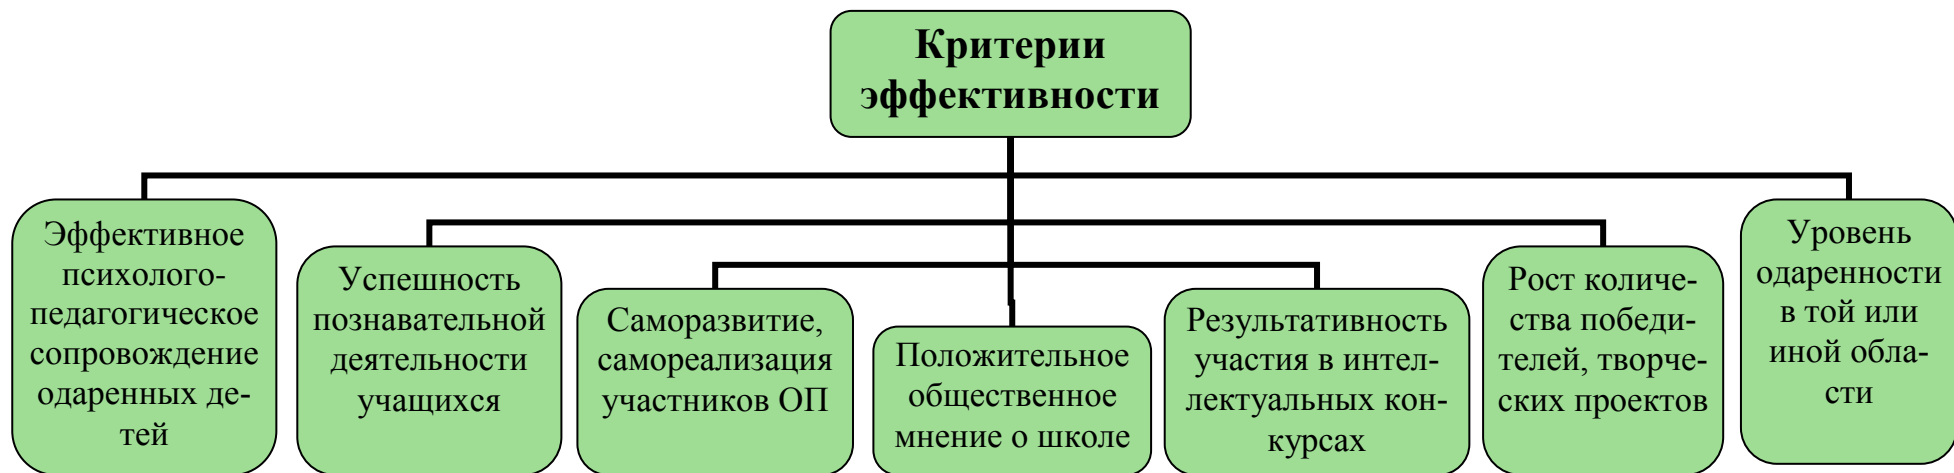 Критерии
эффективности
Эффективное
психолого-
педагогическое
сопровождение
одаренных де-
тей
Успешность
познавательной
деятельности
учащихся
Саморазвитие,
самореализация
участников ОП
Положительное
общественное
мнение о школе
Результативность
участия в интел-
лектуальных кон-
курсах
Рост количе-
ства победи-
телей, творче-
ских проектов
Уровень
одаренности
в той или
иной обла-
сти